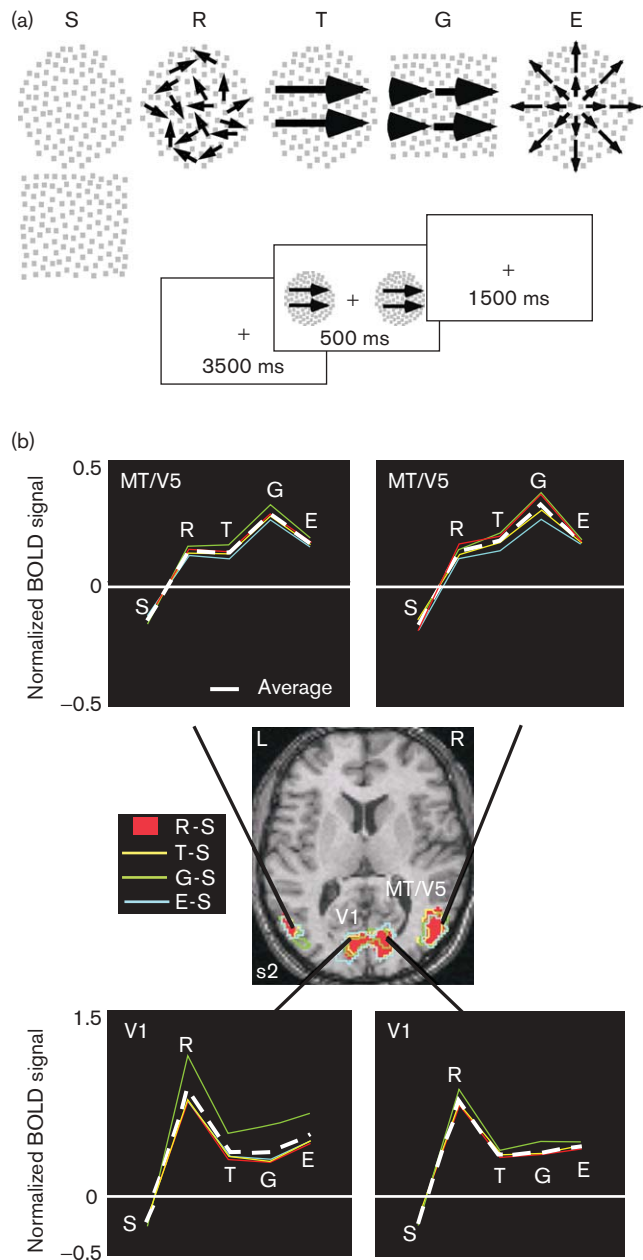 (a)
S R T G E
+
3500 ms
+
500 ms
+
1500 ms
(b)
Normalized BOLD signal
0.5
0
−0.5
MT/V5
S R T G E
Average
MT/V5
S R T G E
L R
R-S
T-S
G-S
E-S
V1
MT/V5
s2
Normalized BOLD signal
1.5
0
−0.5
V1
S R T G E
V1
S R T G E